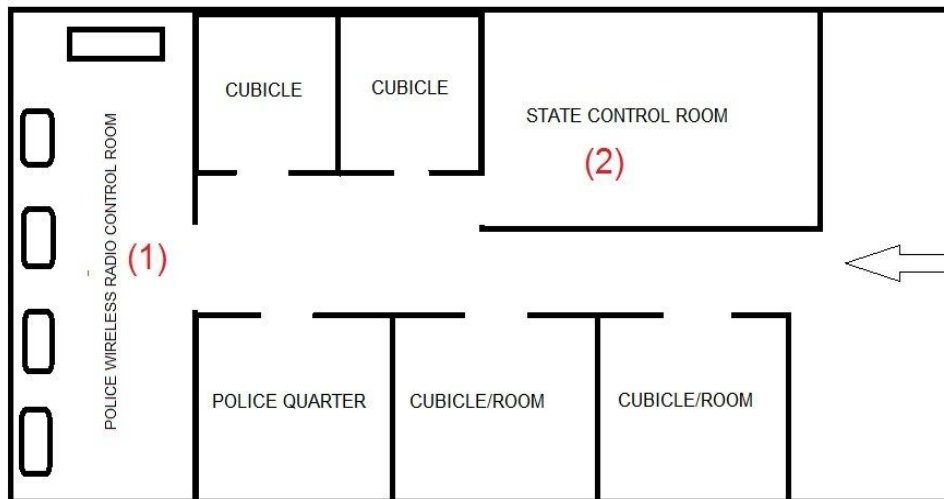 CUBICLE
CUBICLE
STATE CONTROL ROOM
(2)
POLICE WIRELESS RADIO CONTROL ROOM
(1)
POLICE QUARTER
CUBICLE/ROOM
CUBICLE/ROOM